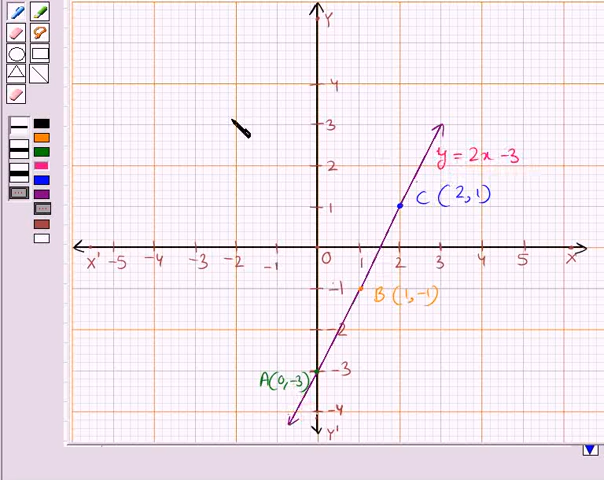 Y
4
3
2
1
y = 2x - 3
C (2,1)
X' -5 -4 -3 -2 -1 0 1 2 3 4 5 X
-1
B (1,-1)
-2
-3
A(0,-3)
-4
Y'